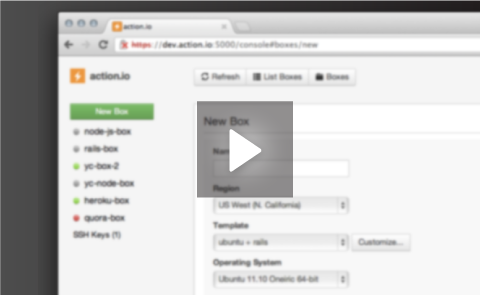 action.io
https://dev.action.io:5000/console#boxes/new
action.io
Refresh
List Boxes
Boxes
New Box
node-js-box
rails-box
yc-box-2
yc-node-box
heroku-box
quora-box
SSH Keys (1)
New Box
Region
US West (N. California)
Template
ubuntu + rails
Customize...
Operating System
Ubuntu 11.10 Oneiric 64-bit